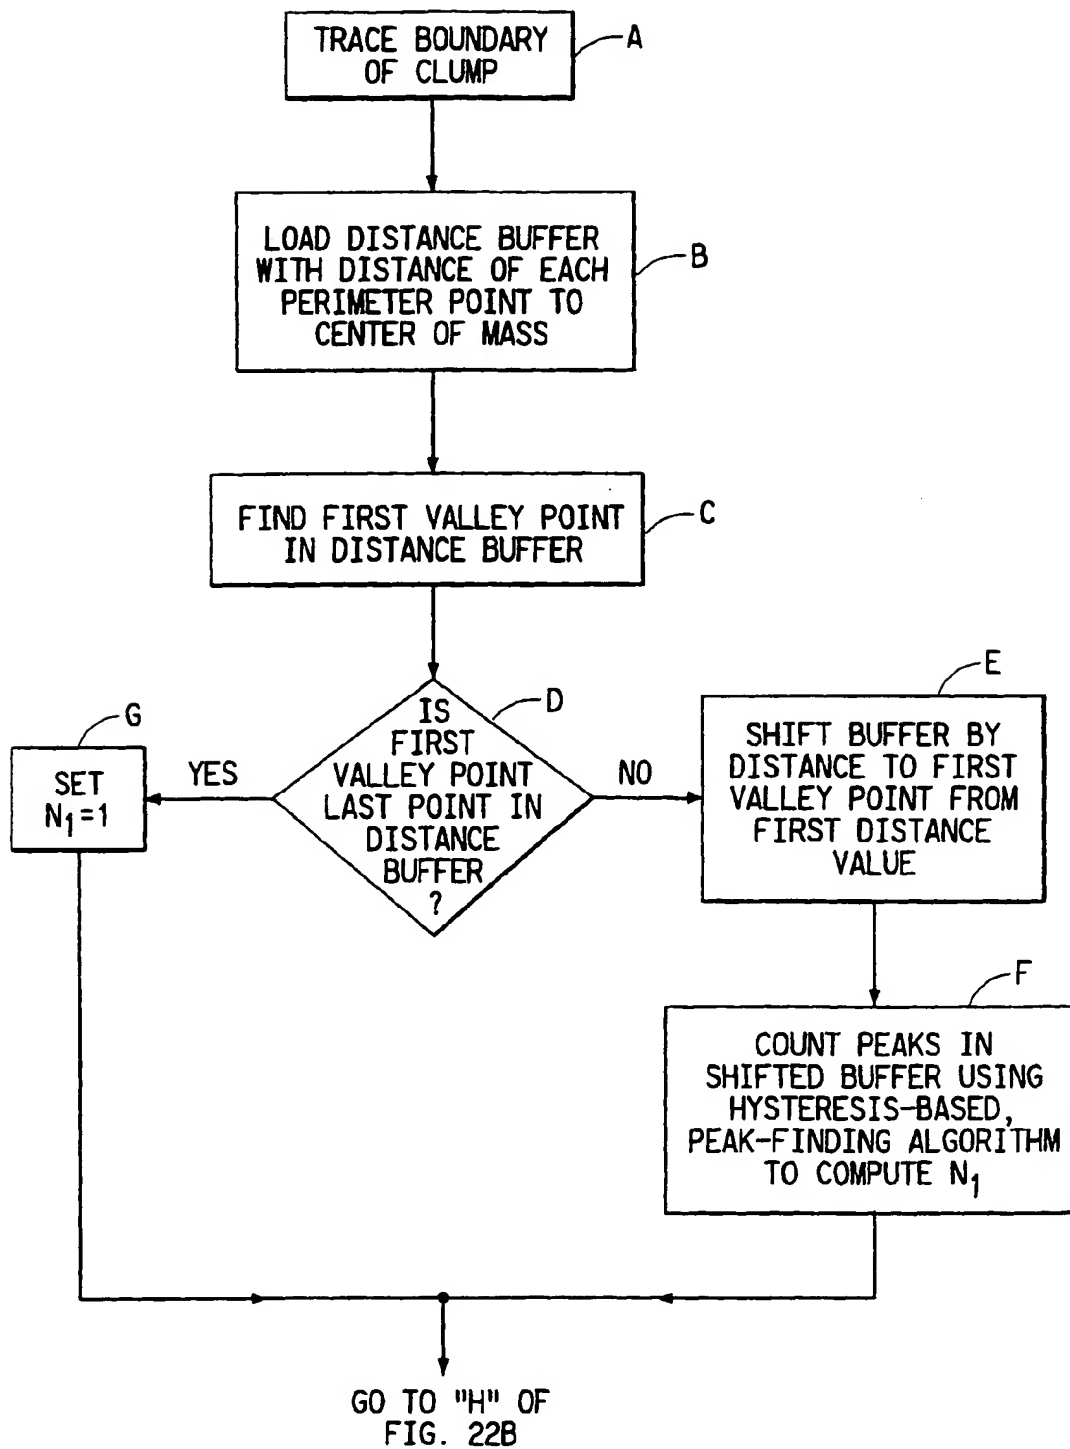 TRACE BOUNDARY
OF CLUMP
A
LOAD DISTANCE BUFFER
WITH DISTANCE OF EACH
PERIMETER POINT TO
CENTER OF MASS
B
FIND FIRST VALLEY POINT
IN DISTANCE BUFFER
C
IS
FIRST
VALLEY POINT
LAST POINT IN
DISTANCE
BUFFER
?
D
YES
NO
G
SET
N₁=1
E
SHIFT BUFFER BY
DISTANCE TO FIRST
VALLEY POINT FROM
FIRST DISTANCE
VALUE
F
COUNT PEAKS IN
SHIFTED BUFFER USING
HYSTERESIS-BASED,
PEAK-FINDING ALGORITHM
TO COMPUTE N₁
GO TO "H" OF
FIG. 22B